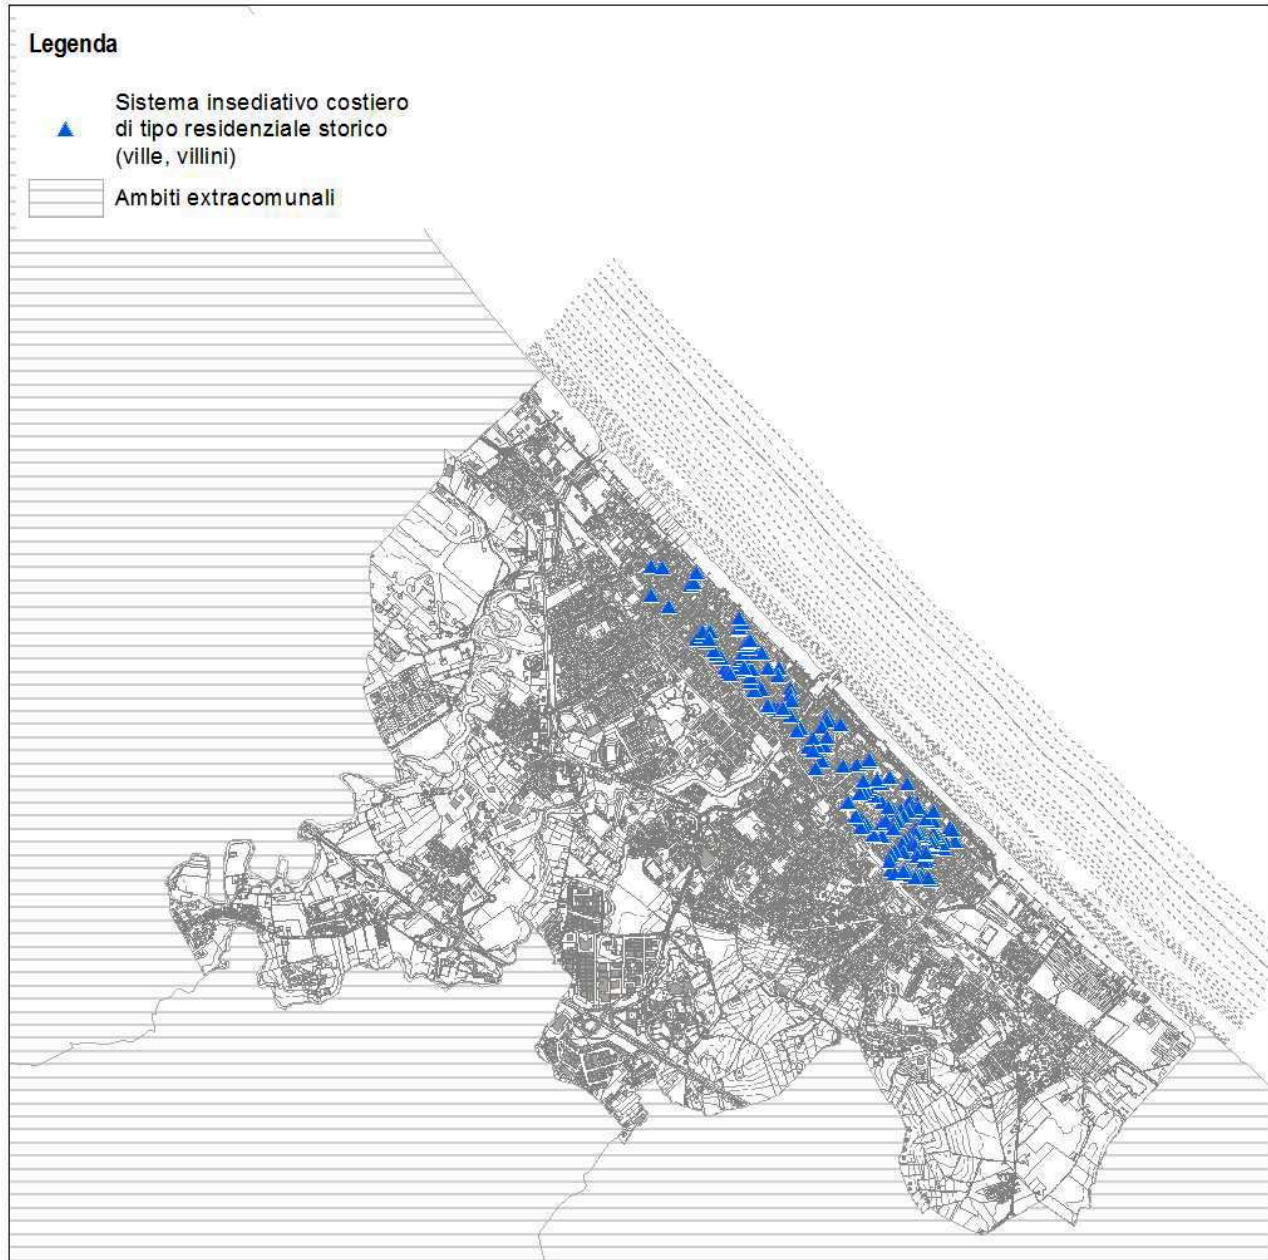 Legenda
Sistema insediativo costiero
di tipo residenziale storico
(ville, villini)
Ambiti extracomunali